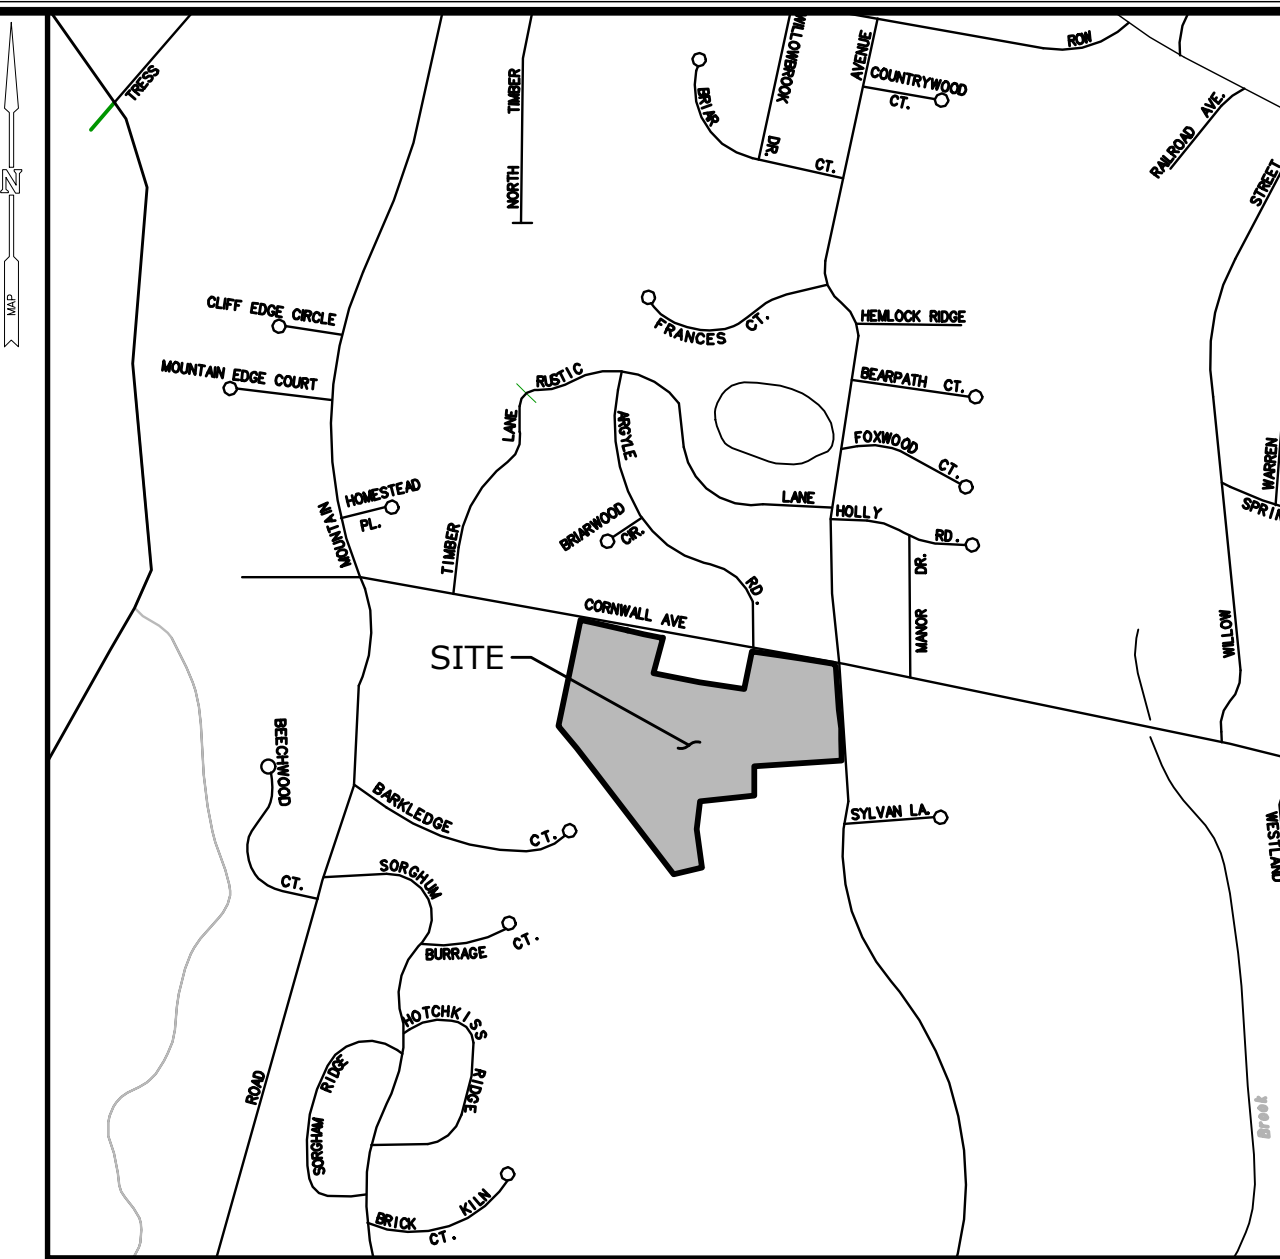 TRESS
NORTH TIMBER
BRIAR CT.
WILLOWBROOK DR.
AVENUE
ROW
COUNTRYWOOD
CT.
RAILROAD AVE.
STREET
N
MAP
CLIFF EDGE CIRCLE
MOUNTAIN EDGE COURT
FRANCES CT.
HEMLOCK RIDGE
BEARPATH CT.
FOXWOOD CT.
RUSTIC LANE
ARGYLE RD.
TIMBER LANE
HOMESTEAD
PL.
MOUNTAIN ROAD
BRIARWOOD
CIR.
HOLLY RD.
MANOR DR.
WARREN
SPRIN
WILLOW
CORNWALL AVE
SITE
BEECHWOOD CT.
BARKLEDGE CT.
SYLVAN LA.
WESTLAND
SORGHUM
BURRAGE CT.
HOTCHKISS RIDGE
SORGHAM RIDGE
BRICK KILN CT.
Brook